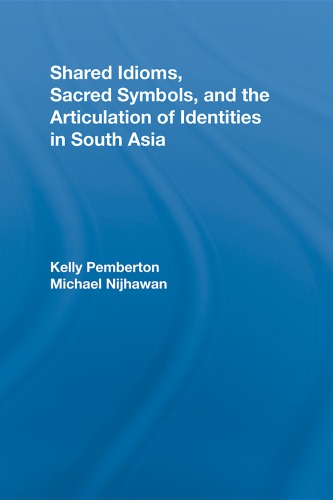 Shared Idioms,
Sacred Symbols, and the
Articulation of Identities
in South Asia
Kelly Pemberton
Michael Nijhawan